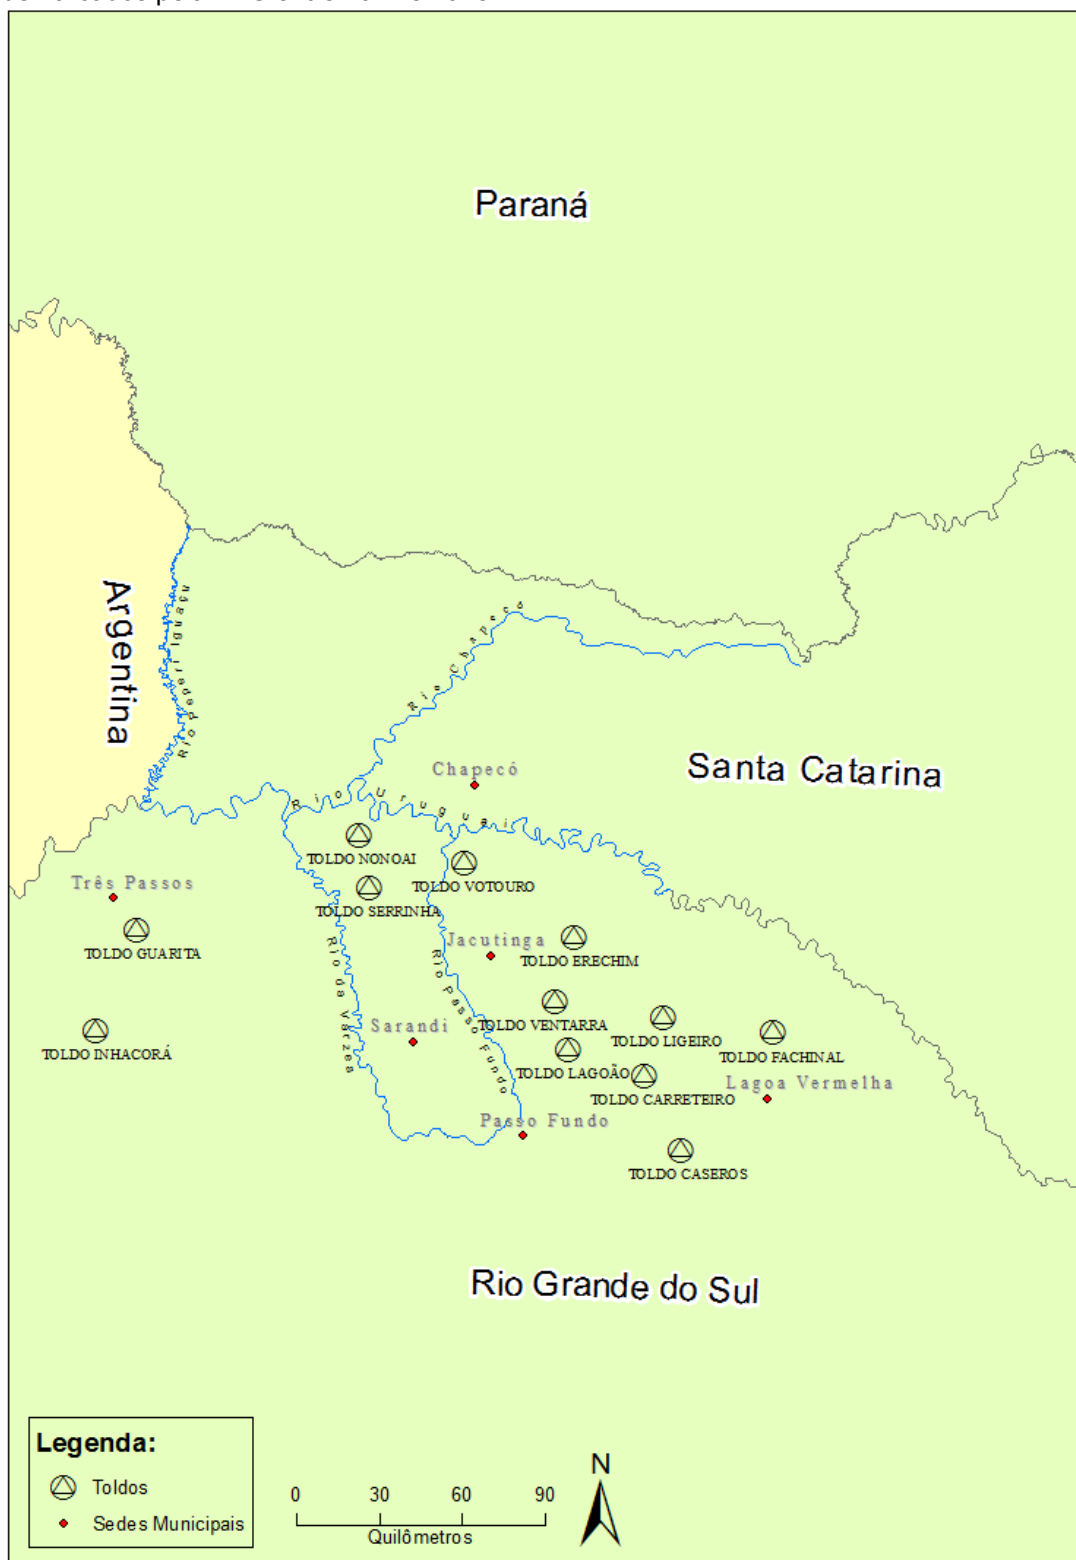 Paraná
Argentina
Rio Peperi Iguaçu
Rio Chapecó
Santa Catarina
Chapecó
Rio Uruguai
TOLDO NONOAI
TOLDO VOTOURO
Três Passos
TOLDO SERRINHA
TOLDO GUARITA
Jacutinga
TOLDO ERECHIM
Rio da Várzea
Rio Passo Fundo
Sarandi
TOLDO VENTARRA
TOLDO LIGEIRO
TOLDO INHACORÁ
TOLDO FACHINAL
TOLDO LAGOÃO
Lagoa Vermelha
TOLDO CARRETEIRO
Passo Fundo
TOLDO CASEROS
Rio Grande do Sul
Legenda:
Toldos
Sedes Municipais
0 30 60 90
Quilômetros
N